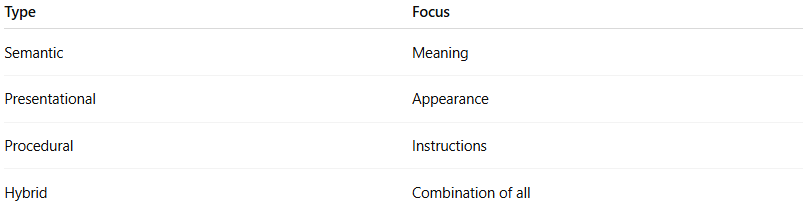 Type Focus
Semantic Meaning
Presentational Appearance
Procedural Instructions
Hybrid Combination of all